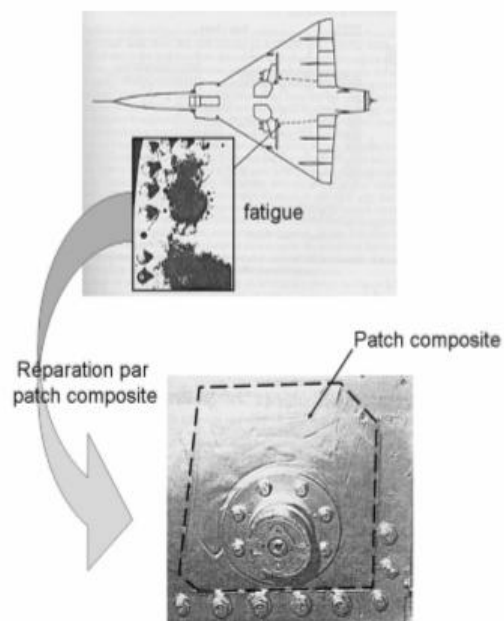 fatigue
Patch composite
Réparation par
patch composite